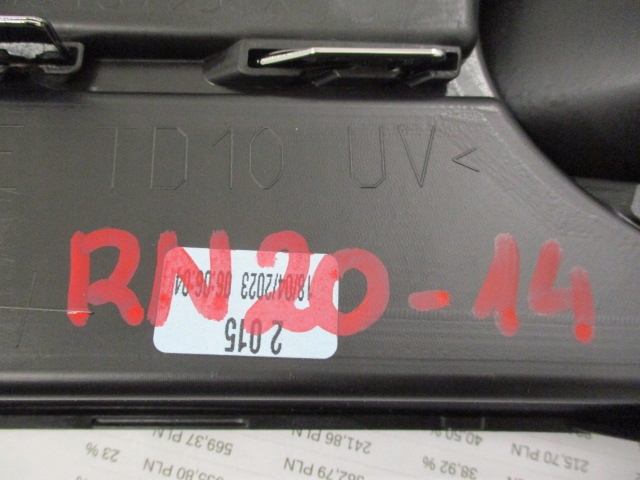 TD10 UV<
RN20-14
18/04/2023 06:06:04
2 015
23 %
569,37 PLN
241,86 PLN
40,50 %
215,70 PLN
38,92 %